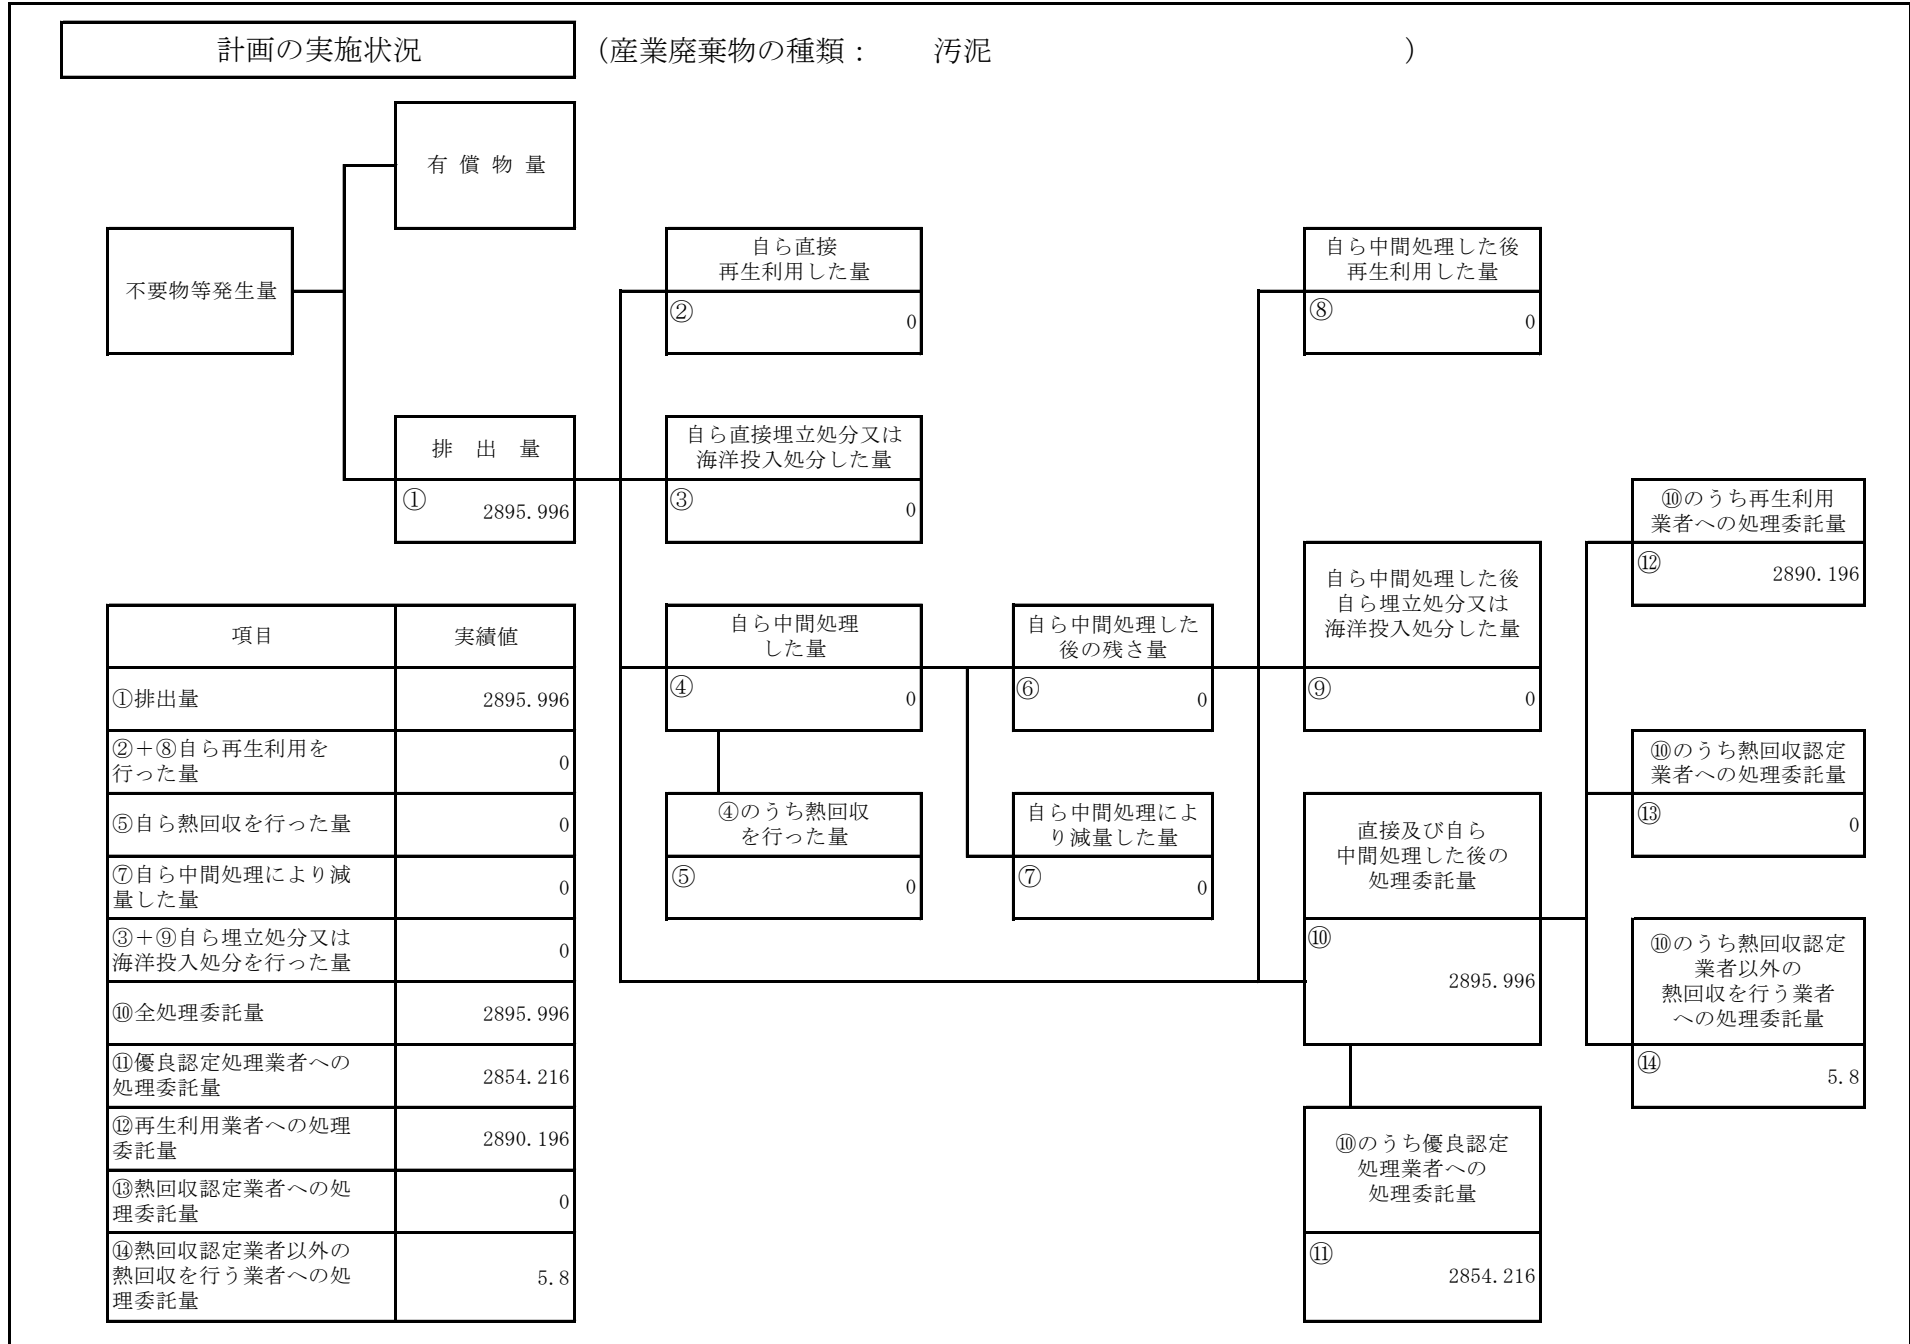 計画の実施状況
(産業廃棄物の種類： 汚泥 )
有償物量
不要物等発生量
排出量
①
2895.996
自ら直接
再生利用した量
②
0
自ら直接埋立処分又は
海洋投入処分した量
③
0
自ら中間処理
した量
④
0
④のうち熱回収
を行った量
⑤
0
自ら中間処理した
後の残さ量
⑥
0
自ら中間処理によ
り減量した量
⑦
0
自ら中間処理した後
再生利用した量
⑧
0
自ら中間処理した後
自ら埋立処分又は
海洋投入処分した量
⑨
0
直接及び自ら
中間処理した後の
処理委託量
⑩
2895.996
⑩のうち優良認定
処理業者への
処理委託量
⑪
2854.216
⑩のうち再生利用
業者への処理委託量
⑫
2890.196
⑩のうち熱回収認定
業者への処理委託量
⑬
0
⑩のうち熱回収認定
業者以外の
熱回収を行う業者
への処理委託量
⑭
5.8
項目 実績値
①排出量 2895.996
②＋⑧自ら再生利用を
行った量 0
⑤自ら熱回収を行った量 0
⑦自ら中間処理により減
量した量 0
③＋⑨自ら埋立処分又は
海洋投入処分を行った量 0
⑩全処理委託量 2895.996
⑪優良認定処理業者への
処理委託量 2854.216
⑫再生利用業者への処理
委託量 2890.196
⑬熱回収認定業者への処
理委託量 0
⑭熱回収認定業者以外の
熱回収を行う業者への処
理委託量 5.8